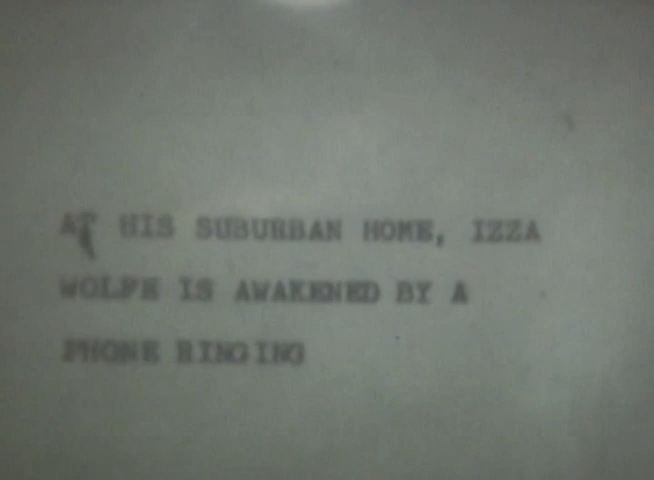 AT HIS SUBURBAN HOME, IZZA
WOLFE IS AWAKENED BY A
PHONE RINGING